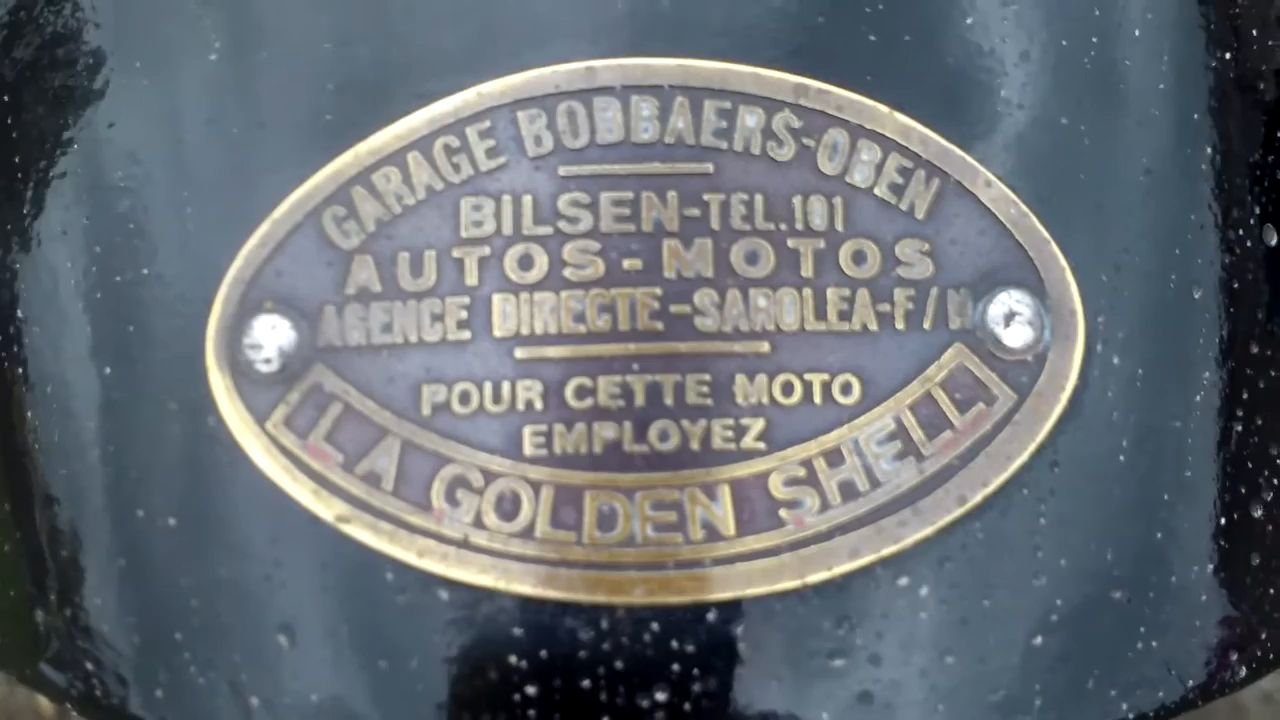 GARAGE BOBBAERS-OBEN
BILSEN-TEL.101
AUTOS-MOTOS
AGENCE DIRECTE-SAROLEA-F/M
POUR CETTE MOTO
EMPLOYEZ
LA GOLDEN SHELL